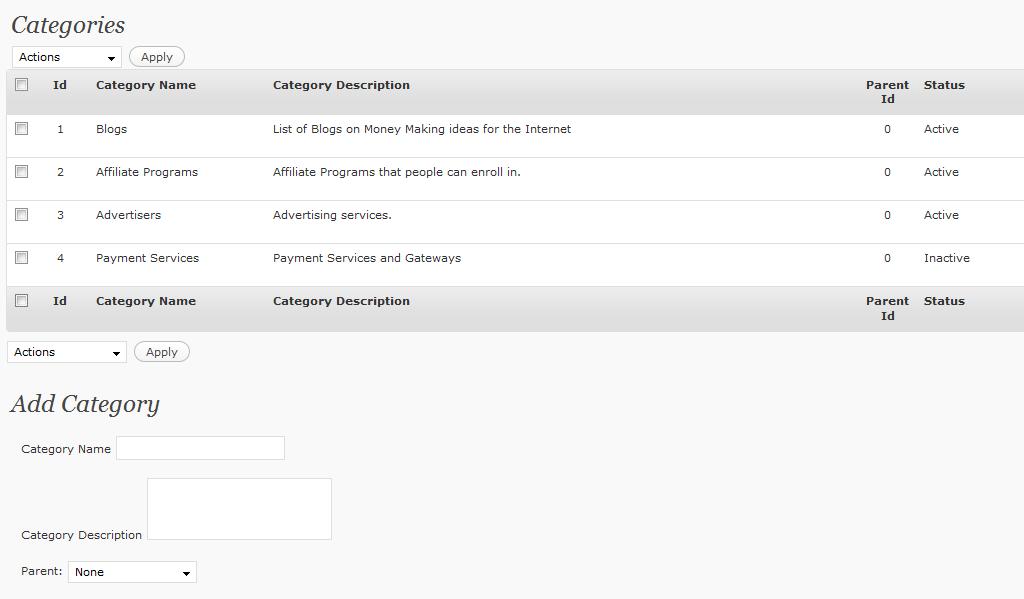 Categories
Actions Apply
Id Category Name Category Description Parent Id Status
1 Blogs List of Blogs on Money Making ideas for the Internet 0 Active
2 Affiliate Programs Affiliate Programs that people can enroll in. 0 Active
3 Advertisers Advertising services. 0 Active
4 Payment Services Payment Services and Gateways 0 Inactive
Id Category Name Category Description Parent Id Status
Actions Apply
Add Category
Category Name
Category Description
Parent: None